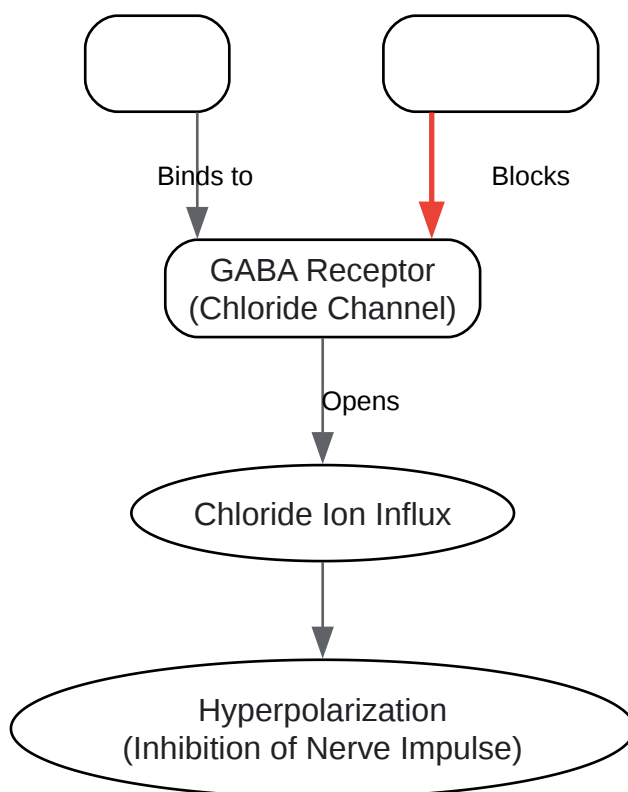 Binds to
Blocks
GABA Receptor
(Chloride Channel)
Opens
Chloride Ion Influx
Hyperpolarization
(Inhibition of Nerve Impulse)